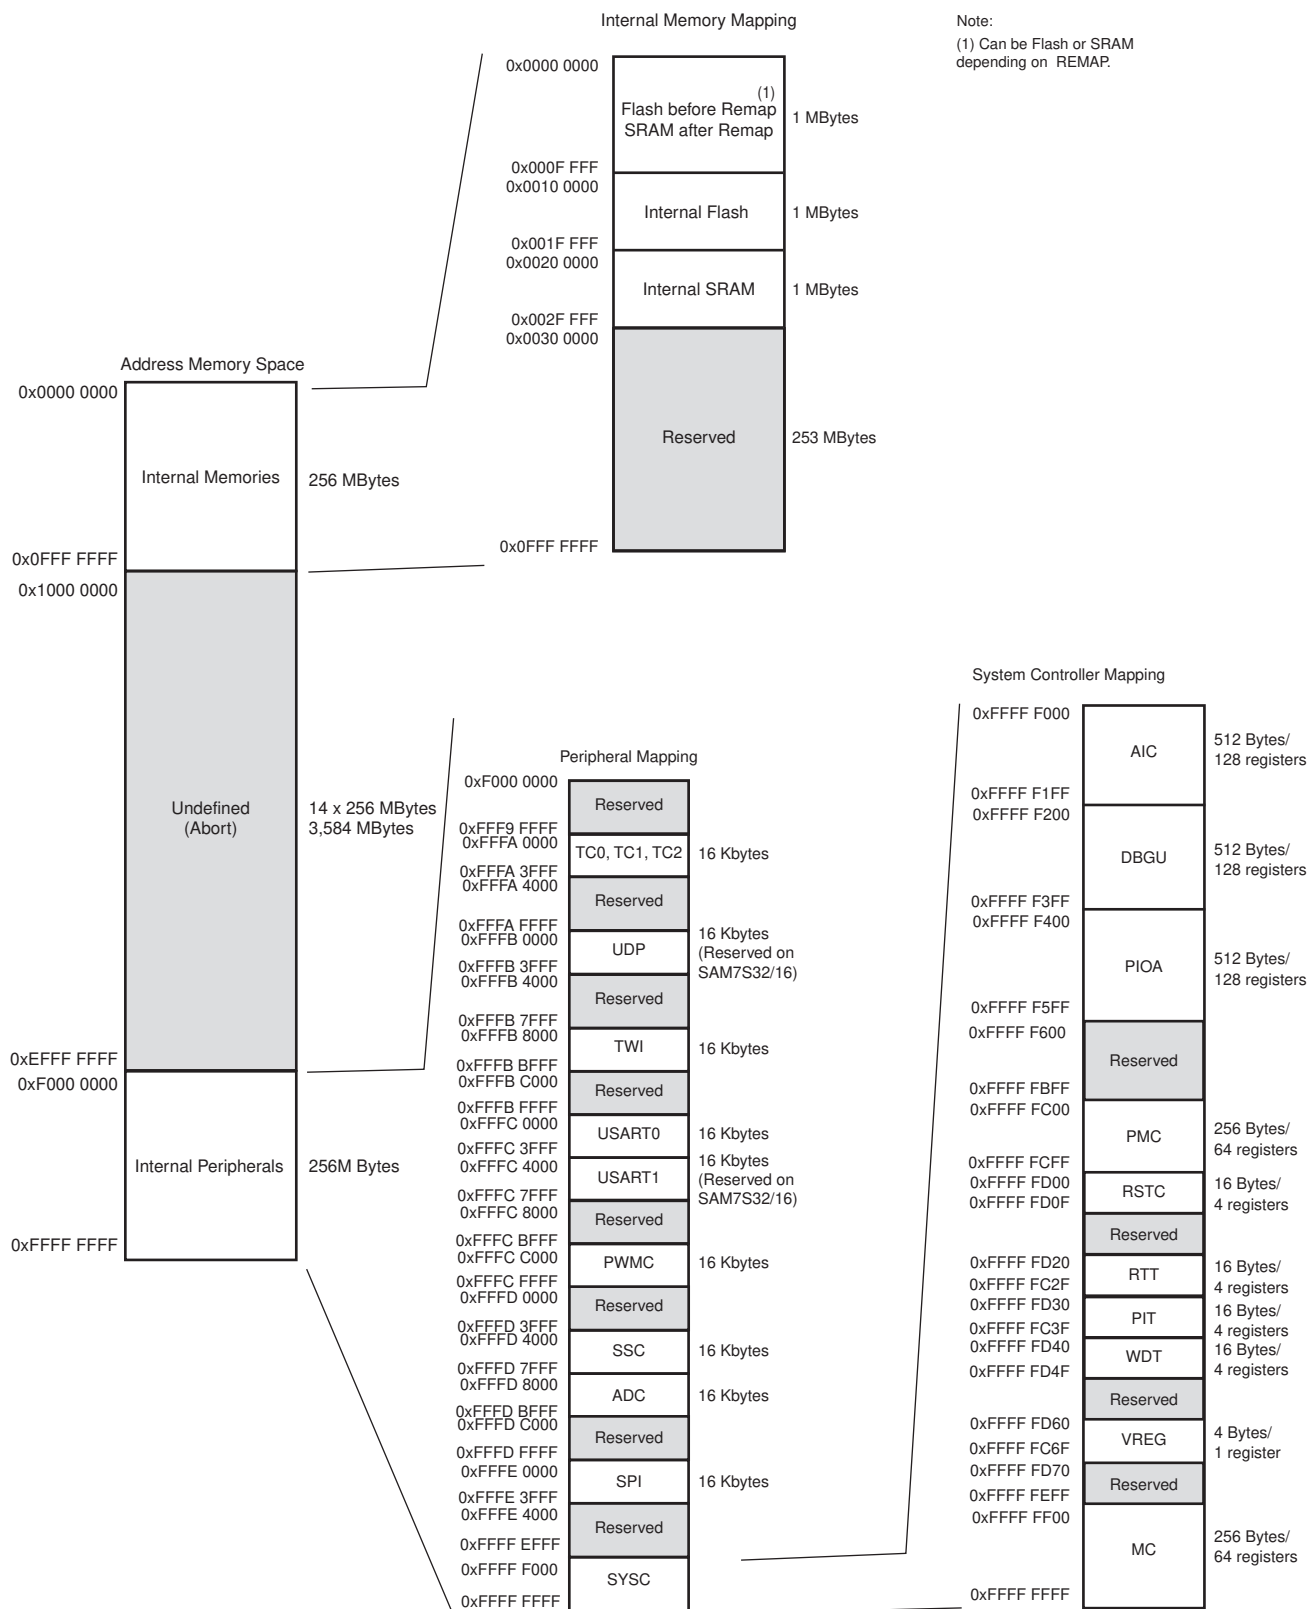 Internal Memory Mapping
Note:
(1) Can be Flash or SRAM
depending on REMAP.
0x0000 0000
(1)
Flash before Remap
SRAM after Remap
1 MBytes
0x000F FFF
0x0010 0000
Internal Flash
1 MBytes
0x001F FFF
0x0020 0000
Internal SRAM
1 MBytes
0x002F FFF
0x0030 0000
Reserved
253 MBytes
0x0FFF FFFF
Address Memory Space
0x0000 0000
Internal Memories
256 MBytes
0x0FFF FFFF
0x1000 0000
Undefined
(Abort)
14 x 256 MBytes
3,584 MBytes
0xEFFF FFFF
0xF000 0000
Internal Peripherals
256M Bytes
0xFFFF FFFF
Peripheral Mapping
0xF000 0000
Reserved
0xFFF9 FFFF
0xFFFA 0000
TC0, TC1, TC2
16 Kbytes
0xFFFA 3FFF
0xFFFA 4000
Reserved
0xFFFA FFFF
0xFFFB 0000
UDP
16 Kbytes
(Reserved on
SAM7S32/16)
0xFFFB 3FFF
0xFFFB 4000
Reserved
0xFFFB 7FFF
0xFFFB 8000
TWI
16 Kbytes
0xFFFB BFFF
0xFFFB C000
Reserved
0xFFFB FFFF
0xFFFC 0000
USART0
16 Kbytes
0xFFFC 3FFF
0xFFFC 4000
USART1
16 Kbytes
(Reserved on
SAM7S32/16)
0xFFFC 7FFF
0xFFFC 8000
Reserved
0xFFFC BFFF
0xFFFC C000
PWMC
16 Kbytes
0xFFFC FFFF
0xFFFD 0000
Reserved
0xFFFD 3FFF
0xFFFD 4000
SSC
16 Kbytes
0xFFFD 7FFF
0xFFFD 8000
ADC
16 Kbytes
0xFFFD BFFF
0xFFFD C000
Reserved
0xFFFD FFFF
0xFFFE 0000
SPI
16 Kbytes
0xFFFE 3FFF
0xFFFE 4000
Reserved
0xFFFF EFFF
0xFFFF F000
SYSC
0xFFFF FFFF
System Controller Mapping
0xFFFF F000
AIC
512 Bytes/
128 registers
0xFFFF F1FF
0xFFFF F200
DBGU
512 Bytes/
128 registers
0xFFFF F3FF
0xFFFF F400
PIOA
512 Bytes/
128 registers
0xFFFF F5FF
0xFFFF F600
Reserved
0xFFFF FBFF
0xFFFF FC00
PMC
256 Bytes/
64 registers
0xFFFF FCFF
0xFFFF FD00
RSTC
16 Bytes/
4 registers
0xFFFF FD0F
Reserved
0xFFFF FD20
RTT
16 Bytes/
4 registers
0xFFFF FC2F
0xFFFF FD30
PIT
16 Bytes/
4 registers
0xFFFF FC3F
0xFFFF FD40
WDT
16 Bytes/
4 registers
0xFFFF FD4F
Reserved
0xFFFF FD60
VREG
4 Bytes/
1 register
0xFFFF FC6F
0xFFFF FD70
Reserved
0xFFFF FEFF
0xFFFF FF00
MC
256 Bytes/
64 registers
0xFFFF FFFF